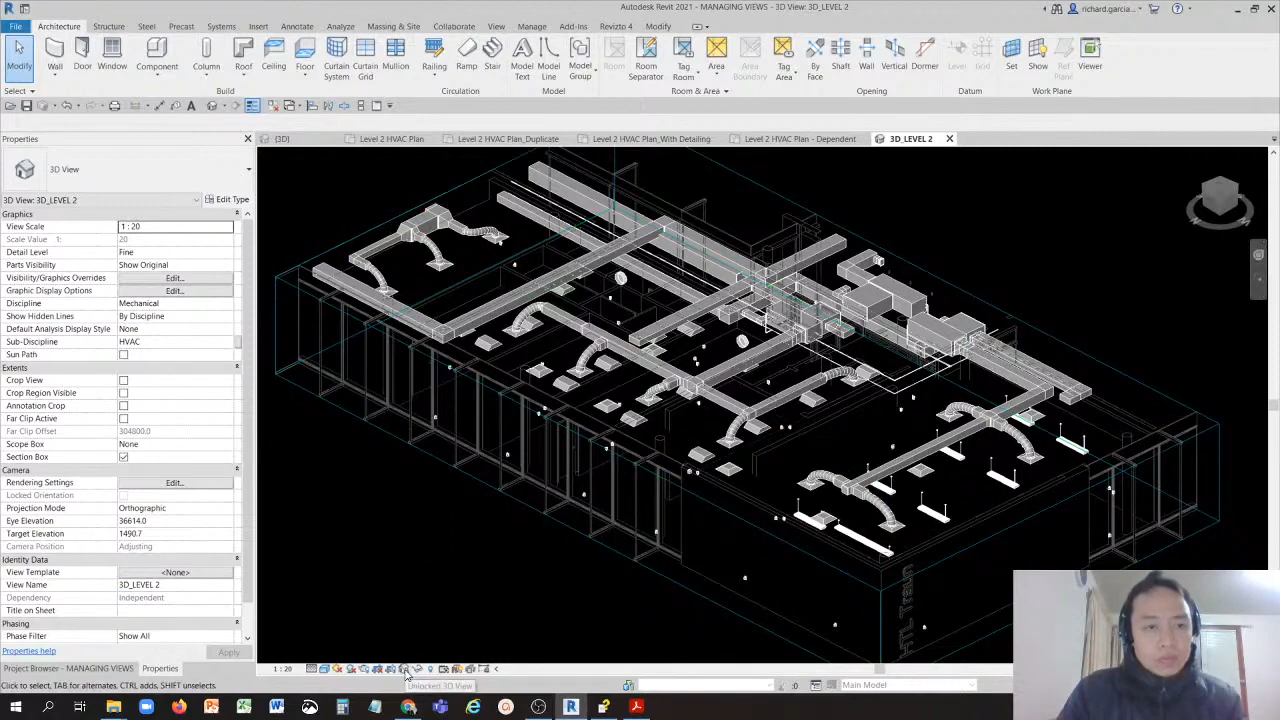 Autodesk Revit 2021 - MANAGING VIEWS - 3D View: 3D_LEVEL 2
richard.garcia...
File Architecture Structure Steel Precast Systems Insert Annotate Analyze Massing & Site Collaborate View Manage Add-Ins Revizto 4 Modify
Modify Wall Door Window Component Column Roof Ceiling Floor Curtain System Curtain Grid Mullion Railing Ramp Stair Model Text Model Line Model Group Room Room Separator Tag Room Area Area Boundary Tag Area By Face Shaft Wall Vertical Dormer Level Grid Set Show Ref Plane Viewer
Select Build Circulation Model Room & Area Opening Datum Work Plane
Properties
{3D} Level 2 HVAC Plan Level 2 HVAC Plan_Duplicate Level 2 HVAC Plan_With Detailing Level 2 HVAC Plan - Dependent 3D_LEVEL 2
3D View
3D View: 3D_LEVEL 2 Edit Type
Graphics
View Scale 1 : 20
Scale Value 1: 20
Detail Level Fine
Parts Visibility Show Original
Visibility/Graphics Overrides Edit...
Graphic Display Options Edit...
Discipline Mechanical
Show Hidden Lines By Discipline
Default Analysis Display Style None
Sub-Discipline HVAC
Sun Path
Extents
Crop View
Crop Region Visible
Annotation Crop
Far Clip Active
Far Clip Offset 304800.0
Scope Box None
Section Box
Camera
Rendering Settings Edit...
Locked Orientation
Projection Mode Orthographic
Eye Elevation 36614.0
Target Elevation 1490.7
Camera Position Adjusting
Identity Data
View Template <None>
View Name 3D_LEVEL 2
Dependency Independent
Title on Sheet
Phasing
Phase Filter Show All
Properties help Apply
Project Browser - MANAGING VIEWS Properties
1 : 20
Click to select, TAB for alternates, CTRL adds, SHIFT unselects.
Unlocked 3D View
:0 Main Model